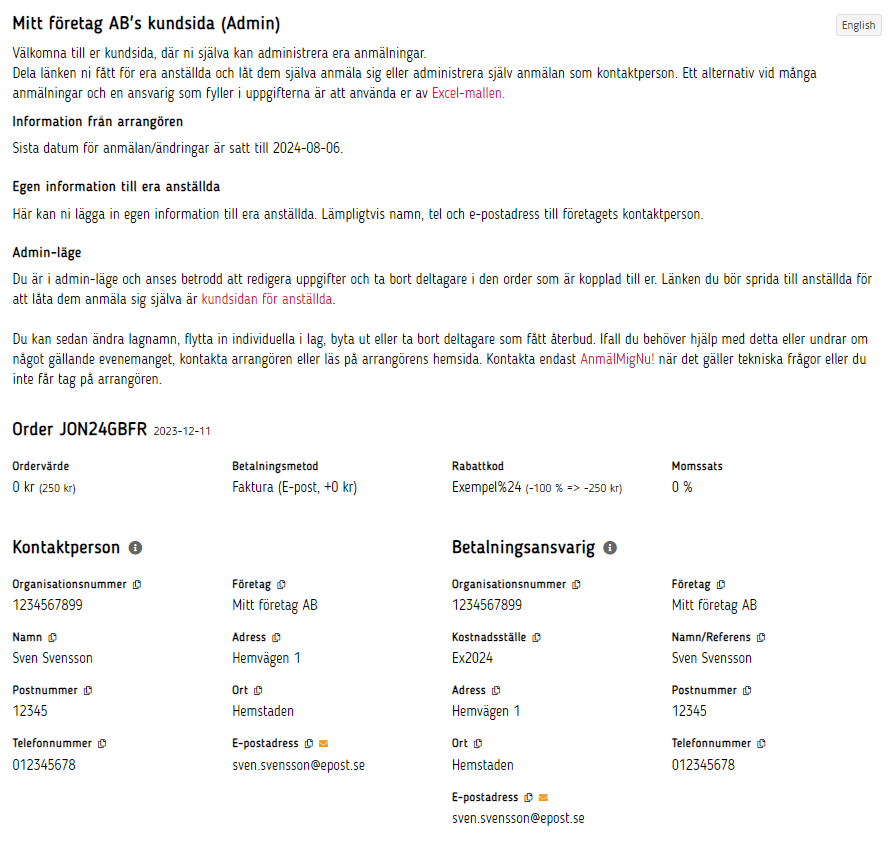 Mitt företag AB's kundsida (Admin)
English
Välkomna till er kundsida, där ni själva kan administrera era anmälningar.
Dela länken ni fått för era anställda och låt dem själva anmäla sig eller administrera själv anmälan som kontaktperson. Ett alternativ vid många
anmälningar och en ansvarig som fyller i uppgifterna är att använda er av Excel-mallen.
Information från arrangören
Sista datum för anmälan/ändringar är satt till 2024-08-06.
Egen information till era anställda
Här kan ni lägga in egen information till era anställda. Lämpligtvis namn, tel och e-postadress till företagets kontaktperson.
Admin-läge
Du är i admin-läge och anses betrodd att redigera uppgifter och ta bort deltagare i den order som är kopplad till er. Länken du bör sprida till anställda för
att låta dem anmäla sig själva är kundsidan för anställda.
Du kan sedan ändra lagnamn, flytta in individuella i lag, byta ut eller ta bort deltagare som fått återbud. Ifall du behöver hjälp med detta eller undrar om
något gällande evenemanget, kontakta arrangören eller läs på arrangörens hemsida. Kontakta endast AnmälMigNu! när det gäller tekniska frågor eller du
inte får tag på arrangören.
Order JON24GBFR 2023-12-11
Ordervärde Betalningsmetod Rabattkod Momssats
0 kr (250 kr) Faktura (E-post, +0 kr) Exempel%24 (-100 % => -250 kr) 0 %
Kontaktperson Betalningsansvarig
Organisationsnummer Företag Organisationsnummer Företag
1234567899 Mitt företag AB 1234567899 Mitt företag AB
Namn Adress Kostnadsställe Namn/Referens
Sven Svensson Hemvägen 1 Ex2024 Sven Svensson
Postnummer Ort Adress Postnummer
12345 Hemstaden Hemvägen 1 12345
Telefonnummer E-postadress Ort Telefonnummer
012345678 sven.svensson@epost.se Hemstaden 012345678
E-postadress
sven.svensson@epost.se